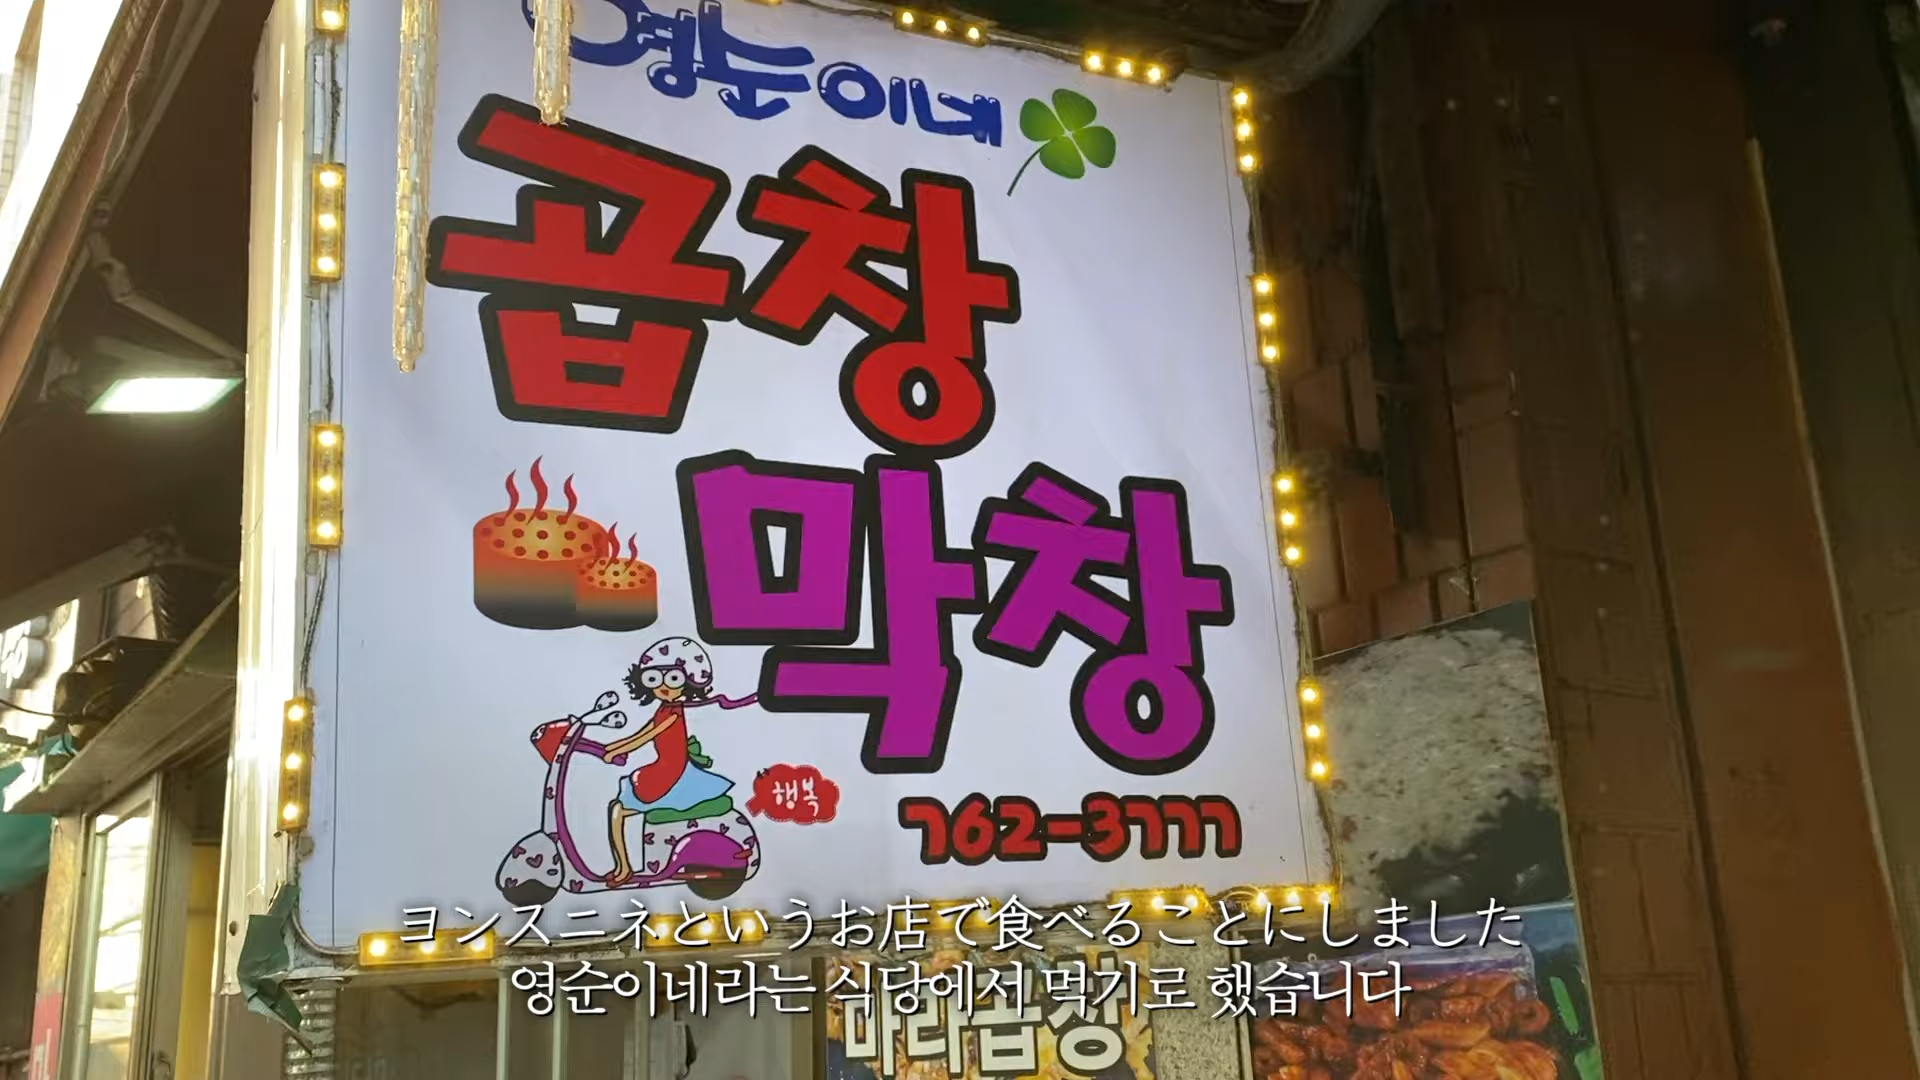 영순이네
곱창
막창
행복
762-3777
ヨンスニネというお店で食べることにしました
영순이네라는 식당에서 먹기로 했습니다
마라곱창